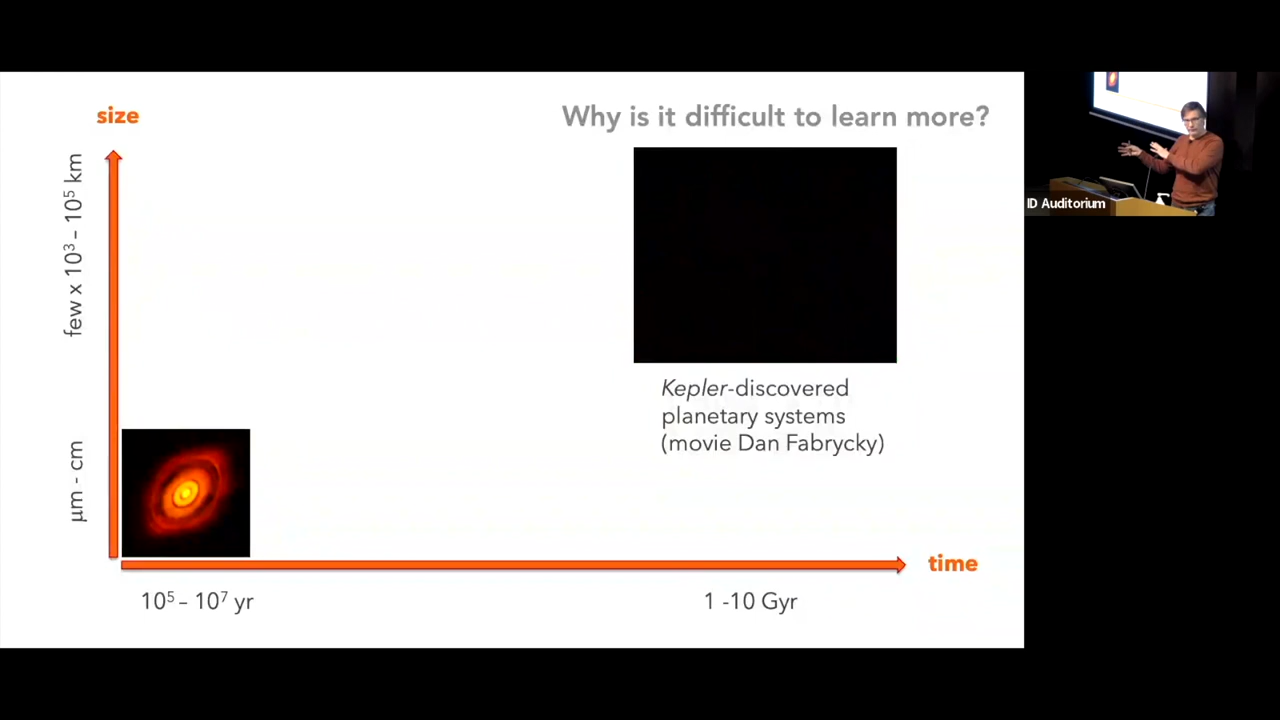 size
Why is it difficult to learn more?
few x 10³ – 10⁵ km
ID Auditorium
Kepler-discovered
planetary systems
(movie Dan Fabrycky)
μm - cm
time
10⁵ – 10⁷ yr
1 -10 Gyr